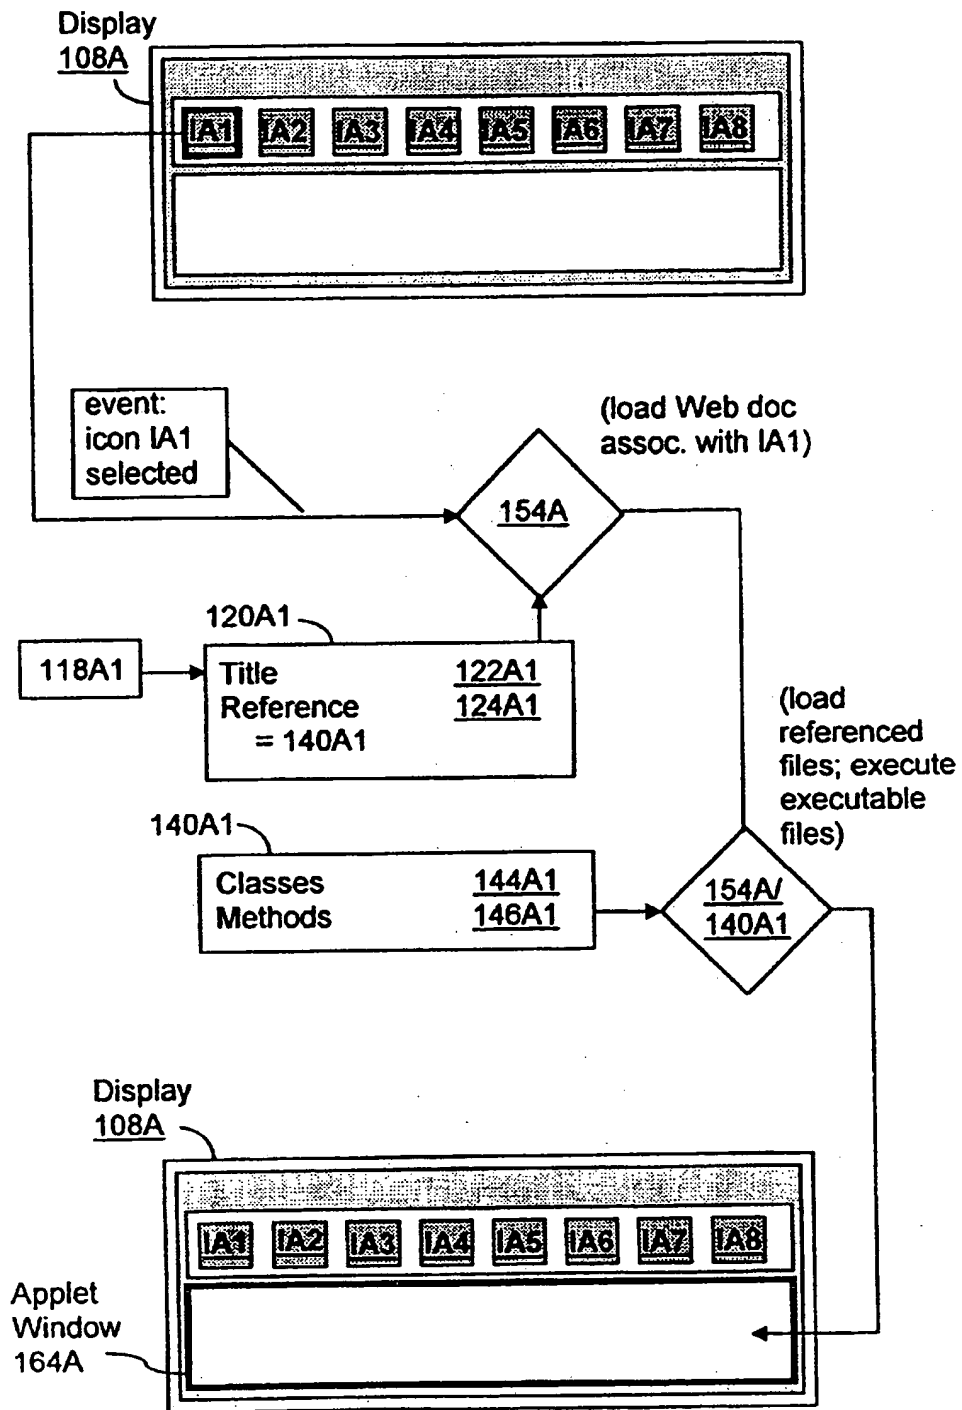 Display
108A
IA1 IA2 IA3 IA4 IA5 IA6 IA7 IA8
event:
icon IA1
selected
(load Web doc
assoc. with IA1)
154A
120A1
118A1
Title 122A1
Reference 124A1
= 140A1
(load
referenced
files; execute
executable
files)
140A1
Classes 144A1
Methods 146A1
154A/
140A1
Display
108A
IA1 IA2 IA3 IA4 IA5 IA6 IA7 IA8
Applet
Window
164A